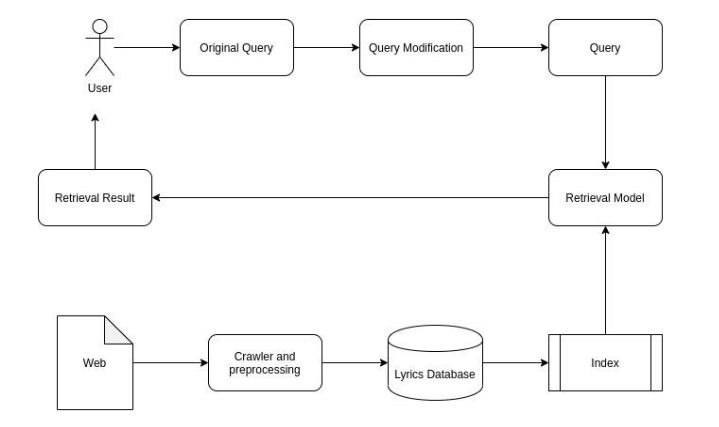 Original Query
Query Modification
Query
User
Retrieval Result
Retrieval Model
Web
Crawler and
preprocessing
Lyrics Database
Index